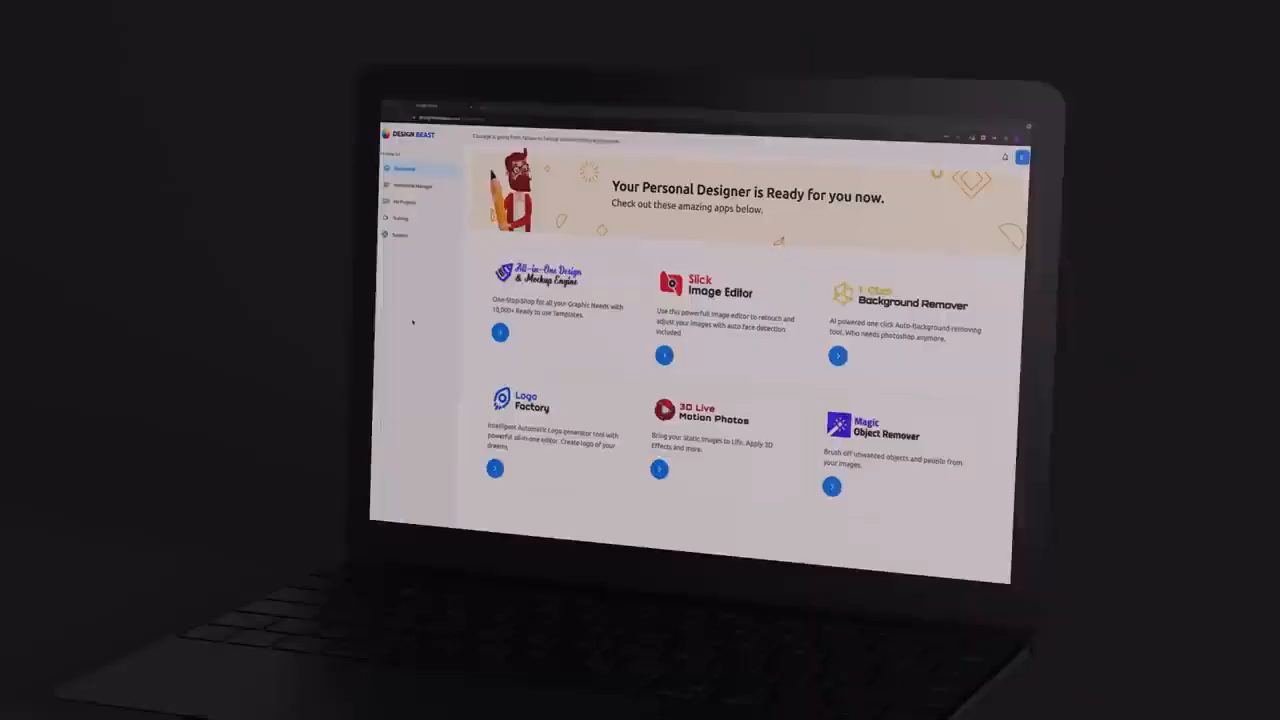 DESIGN BEAST
Your Personal Designer is Ready for you now.
Check out these amazing apps below.
All-in-One Design
& Mockup Engine
One-Stop-Shop for all your Graphic Needs with
10,000+ Ready to use Templates.
Slick
Image Editor
Use this powerfull image editor to retouch and
adjust your images with auto face detection
included.
1 Click
Background Remover
AI powered one click Auto-Background removing
tool. Who needs photoshop anymore.
Logo
Factory
Intelligent Automatic Logo generator tool with
powerful all-in-one editor. Create logo of your
dreams.
3D Live
Motion Photos
Bring your Static Images to Life. Apply 3D
Effects and more.
Magic
Object Remover
Brush off unwanted objects and people from
your images.
My Projects
Training
Support